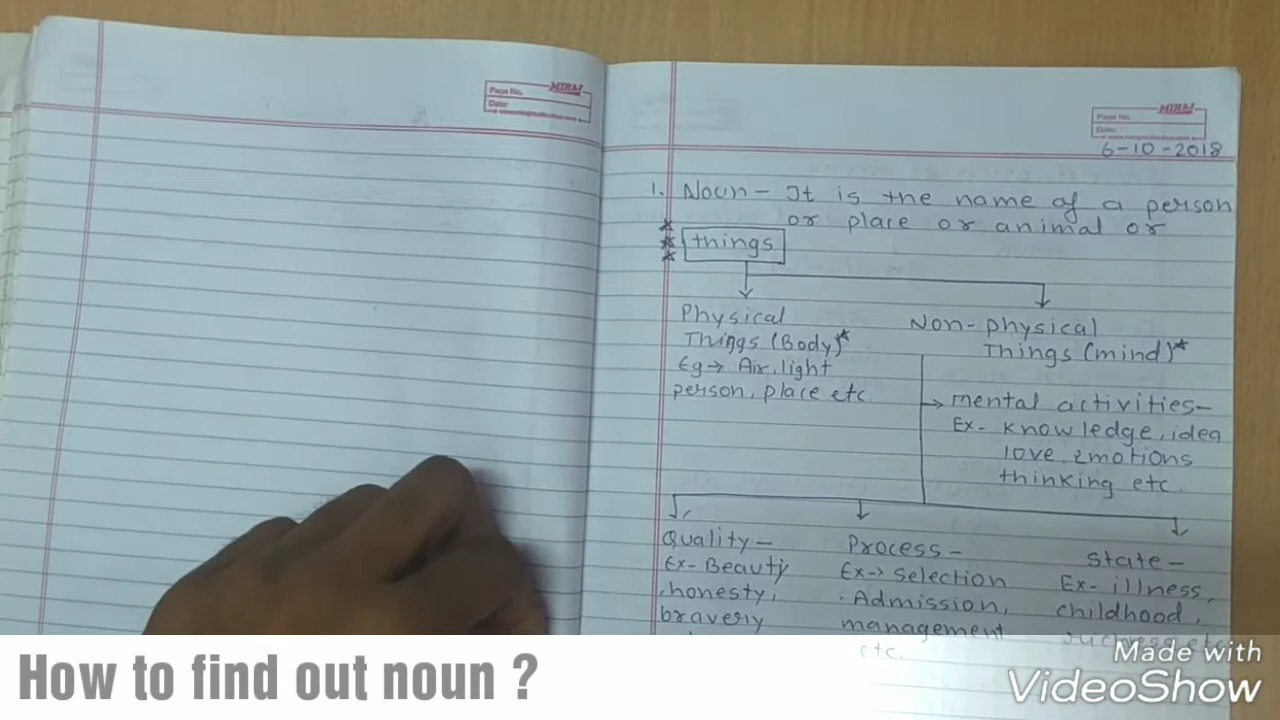 Page No.
MIRAJ
Date:
Page No.
MIRAJ
Date:
6-10-2018
1. Noun - It is the name of a person
or place or animal or
things
Physical
Things (Body)*
Eg → Air, light
person, place etc.
Non-physical
Things (mind)*
→ mental activities-
Ex- knowledge, idea
love, emotions
thinking etc.
Quality -
Ex- Beauty
, honesty,
bravery
Process -
Ex → selection
, Admission,
management
etc.
State -
Ex- illness,
childhood,
How to find out noun ?
Made with
VideoShow